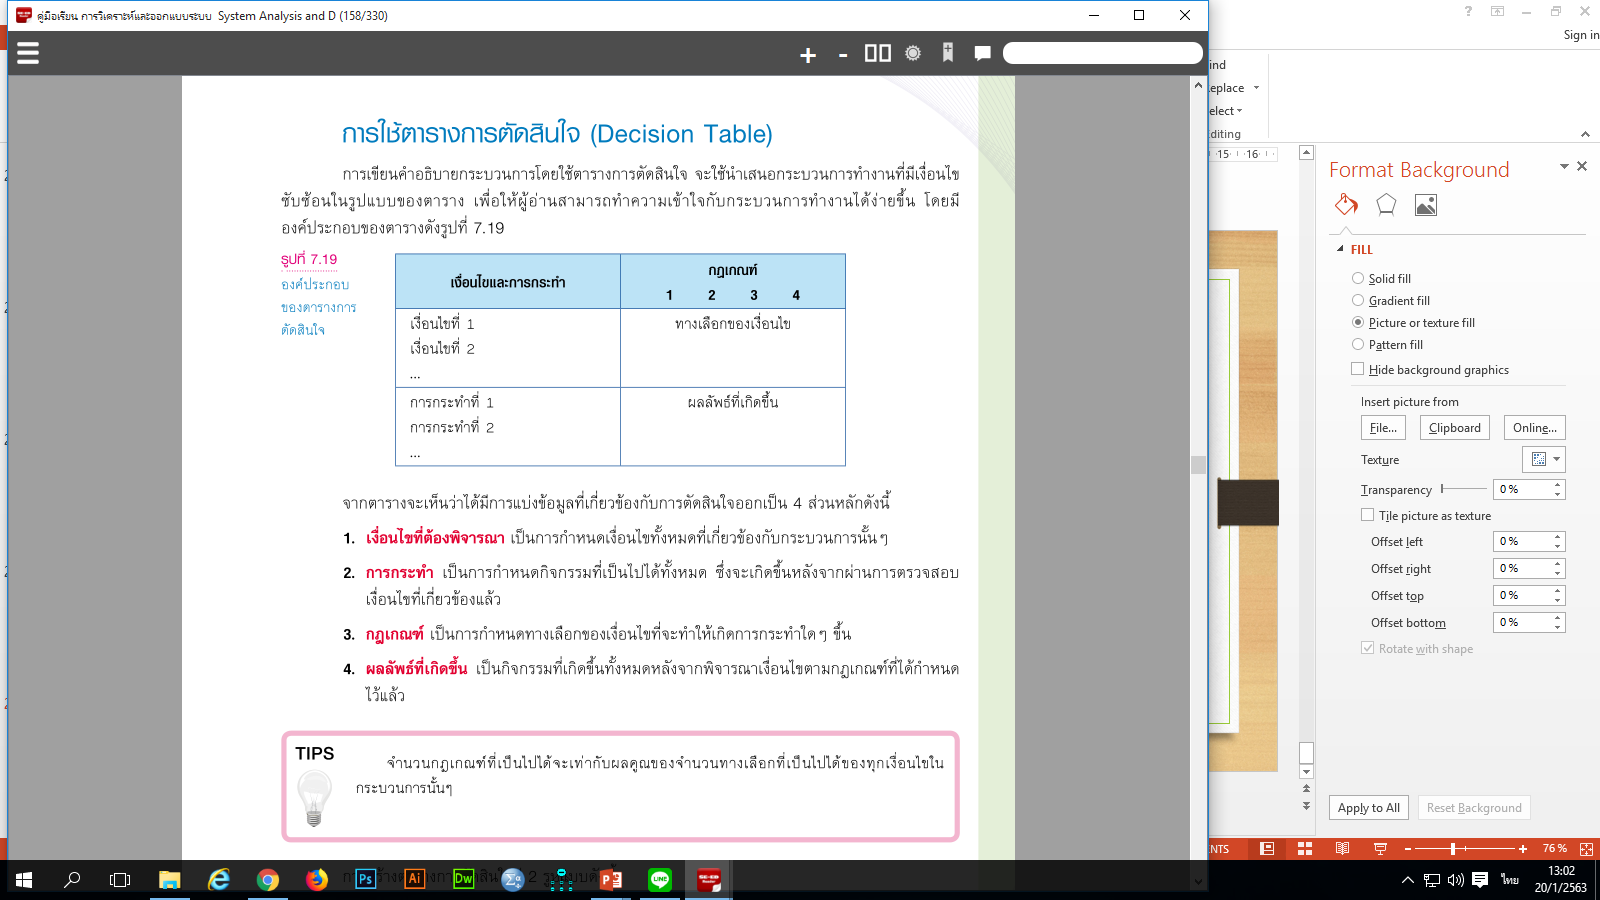 คู่มือเรียน การวิเคราะห์และออกแบบระบบ System Analysis and D (158/330)
Sign in
ind
eplace
elect
diting
15 16
การใช้ตารางการตัดสินใจ (Decision Table)
การเขียนคำอธิบายกระบวนการโดยใช้ตารางการตัดสินใจ จะใช้นำเสนอกระบวนการทำงานที่มีเงื่อนไข
ซับซ้อนในรูปแบบของตาราง เพื่อให้ผู้อ่านสามารถทำความเข้าใจกับกระบวนการทำงานได้ง่ายขึ้น โดยมี
องค์ประกอบของตารางดังรูปที่ 7.19
รูปที่ 7.19
องค์ประกอบ
ของตารางการ
ตัดสินใจ
เงื่อนไขและการกระทำ
กฎเกณฑ์
1 2 3 4
เงื่อนไขที่ 1
เงื่อนไขที่ 2
...
ทางเลือกของเงื่อนไข
การกระทำที่ 1
การกระทำที่ 2
...
ผลลัพธ์ที่เกิดขึ้น
จากตารางจะเห็นว่าได้มีการแบ่งข้อมูลที่เกี่ยวข้องกับการตัดสินใจออกเป็น 4 ส่วนหลักดังนี้
1. เงื่อนไขที่ต้องพิจารณา เป็นการกำหนดเงื่อนไขทั้งหมดที่เกี่ยวข้องกับกระบวนการนั้นๆ
2. การกระทำ เป็นการกำหนดกิจกรรมที่เป็นไปได้ทั้งหมด ซึ่งจะเกิดขึ้นหลังจากผ่านการตรวจสอบ
เงื่อนไขที่เกี่ยวข้องแล้ว
3. กฎเกณฑ์ เป็นการกำหนดทางเลือกของเงื่อนไขที่จะทำให้เกิดการกระทำใดๆ ขึ้น
4. ผลลัพธ์ที่เกิดขึ้น เป็นกิจกรรมที่เกิดขึ้นทั้งหมดหลังจากพิจารณาเงื่อนไขตามกฎเกณฑ์ที่ได้กำหนด
ไว้แล้ว
TIPS
จำนวนกฎเกณฑ์ที่เป็นไปได้จะเท่ากับผลคูณของจำนวนทางเลือกที่เป็นไปได้ของทุกเงื่อนไขใน
กระบวนการนั้นๆ
Format Background
FILL
Solid fill
Gradient fill
Picture or texture fill
Pattern fill
Hide background graphics
Insert picture from
File... Clipboard Online...
Texture
Transparency 0 %
Tile picture as texture
Offset left 0 %
Offset right 0 %
Offset top 0 %
Offset bottom 0 %
Rotate with shape
Apply to All Reset Background
NTS
76 %
Ps Ai Dw
LINE
SE-ED
ไทย
13:02
20/1/2563